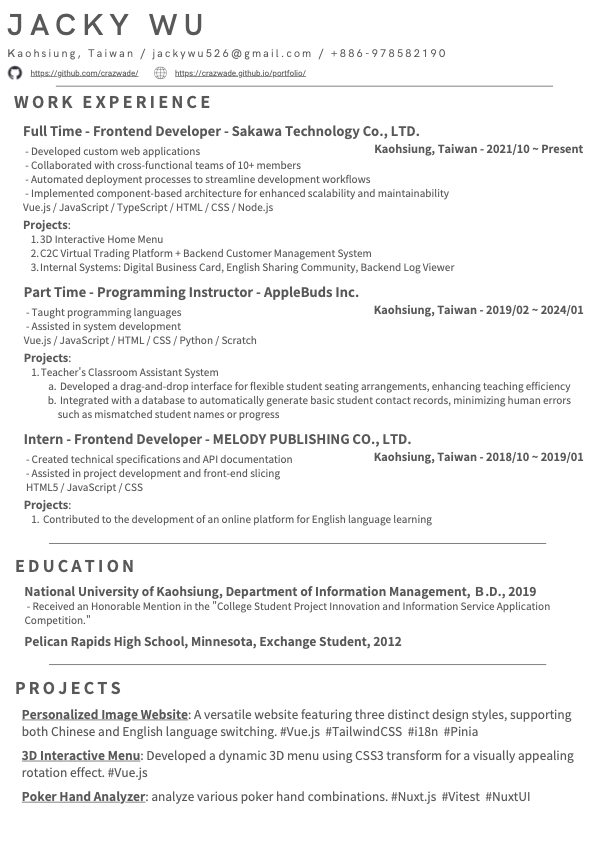 JACKY WU
Kaohsiung, Taiwan / jackywu526@gmail.com / +886-978582190
https://github.com/crazwade/ https://crazwade.github.io/portfolio/
WORK EXPERIENCE
Full Time - Frontend Developer - Sakawa Technology Co., LTD.
Kaohsiung, Taiwan - 2021/10 ~ Present
- Developed custom web applications
- Collaborated with cross-functional teams of 10+ members
- Automated deployment processes to streamline development workflows
- Implemented component-based architecture for enhanced scalability and maintainability
Vue.js / JavaScript / TypeScript / HTML / CSS / Node.js
Projects:
1.3D Interactive Home Menu
2.C2C Virtual Trading Platform + Backend Customer Management System
3.Internal Systems: Digital Business Card, English Sharing Community, Backend Log Viewer
Part Time - Programming Instructor - AppleBuds Inc.
Kaohsiung, Taiwan - 2019/02 ~ 2024/01
- Taught programming languages
- Assisted in system development
Vue.js / JavaScript / HTML / CSS / Python / Scratch
Projects:
1.Teacher's Classroom Assistant System
a. Developed a drag-and-drop interface for flexible student seating arrangements, enhancing teaching efficiency
b. Integrated with a database to automatically generate basic student contact records, minimizing human errors
such as mismatched student names or progress
Intern - Frontend Developer - MELODY PUBLISHING CO., LTD.
Kaohsiung, Taiwan - 2018/10 ~ 2019/01
- Created technical specifications and API documentation
- Assisted in project development and front-end slicing
HTML5 / JavaScript / CSS
Projects:
1. Contributed to the development of an online platform for English language learning
EDUCATION
National University of Kaohsiung, Department of Information Management, B.D., 2019
- Received an Honorable Mention in the "College Student Project Innovation and Information Service Application
Competition."
Pelican Rapids High School, Minnesota, Exchange Student, 2012
PROJECTS
Personalized Image Website: A versatile website featuring three distinct design styles, supporting
both Chinese and English language switching. #Vue.js #TailwindCSS #i18n #Pinia
3D Interactive Menu: Developed a dynamic 3D menu using CSS3 transform for a visually appealing
rotation effect. #Vue.js
Poker Hand Analyzer: analyze various poker hand combinations. #Nuxt.js #Vitest #NuxtUI